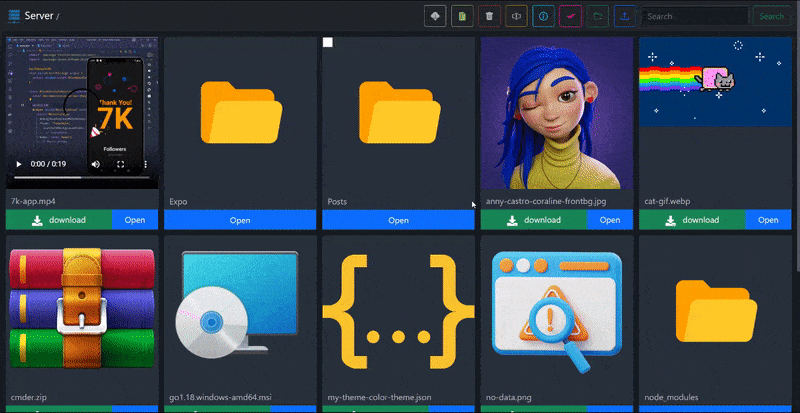 Server /
Search
Search
Thank You!
7K
Followers
0:00 / 0:19
7k-app.mp4
Expo
Posts
anny-castro-coraline-frontbg.jpg
cat-gif.webp
download
Open
Open
Open
download
Open
download
Open
cmder.zip
go1.18.windows-amd64.msi
my-theme-color-theme.json
no-data.png
node_modules